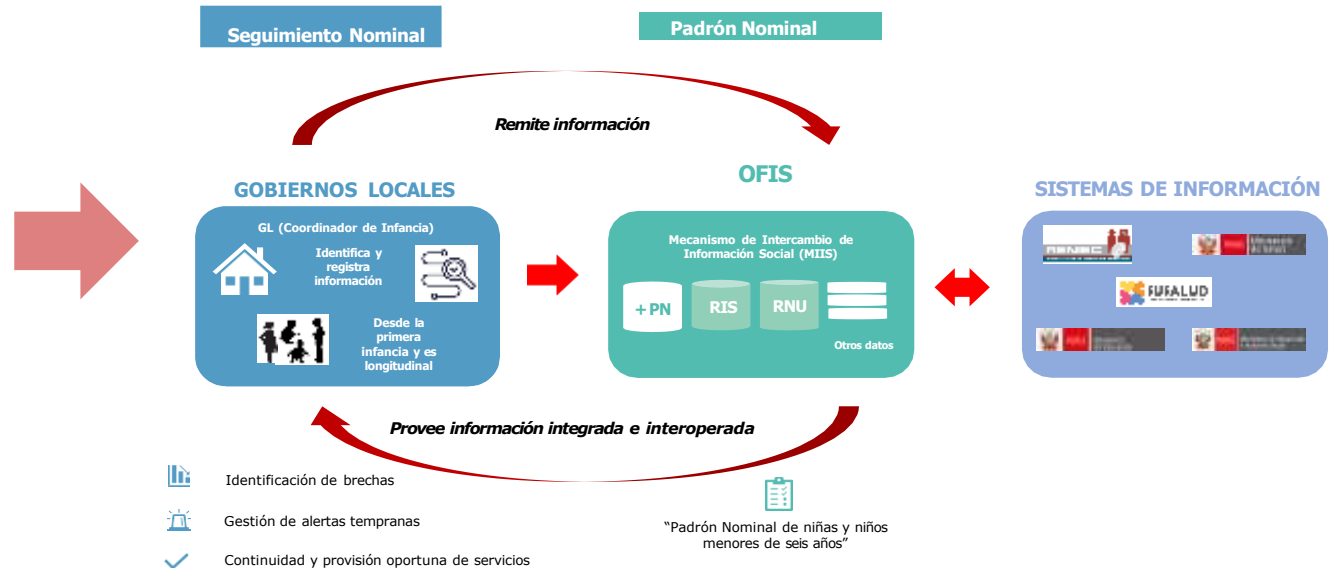 Seguimiento Nominal
Padrón Nominal
Remite información
GOBIERNOS LOCALES
GL (Coordinador de Infancia)
Identifica y
registra
información
Desde la
primera
infancia y es
longitudinal
OFIS
Mecanismo de Intercambio de
Información Social (MIIS)
+PN
RIS
RNU
Otros datos
SISTEMAS DE INFORMACIÓN
Provee información integrada e interoperada
Identificación de brechas
Gestión de alertas tempranas
Continuidad y provisión oportuna de servicios
“Padrón Nominal de niñas y niños
menores de seis años”